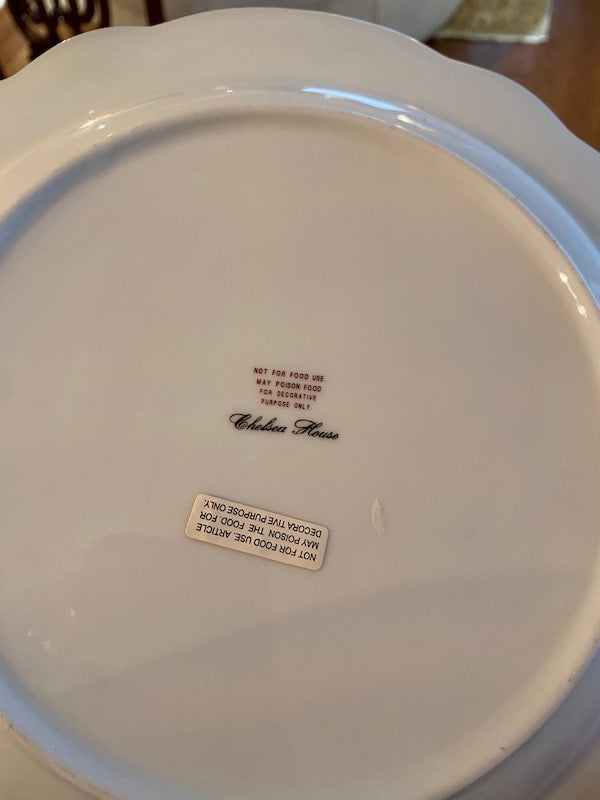 NOT FOR FOOD USE.
MAY POISON FOOD
FOR DECORATIVE
PURPOSE ONLY.
Chelsea House
NOT FOR FOOD USE. ARTICLE
MAY POISON THE FOOD. FOR
DECORA TIVE PURPOSE ONLY.